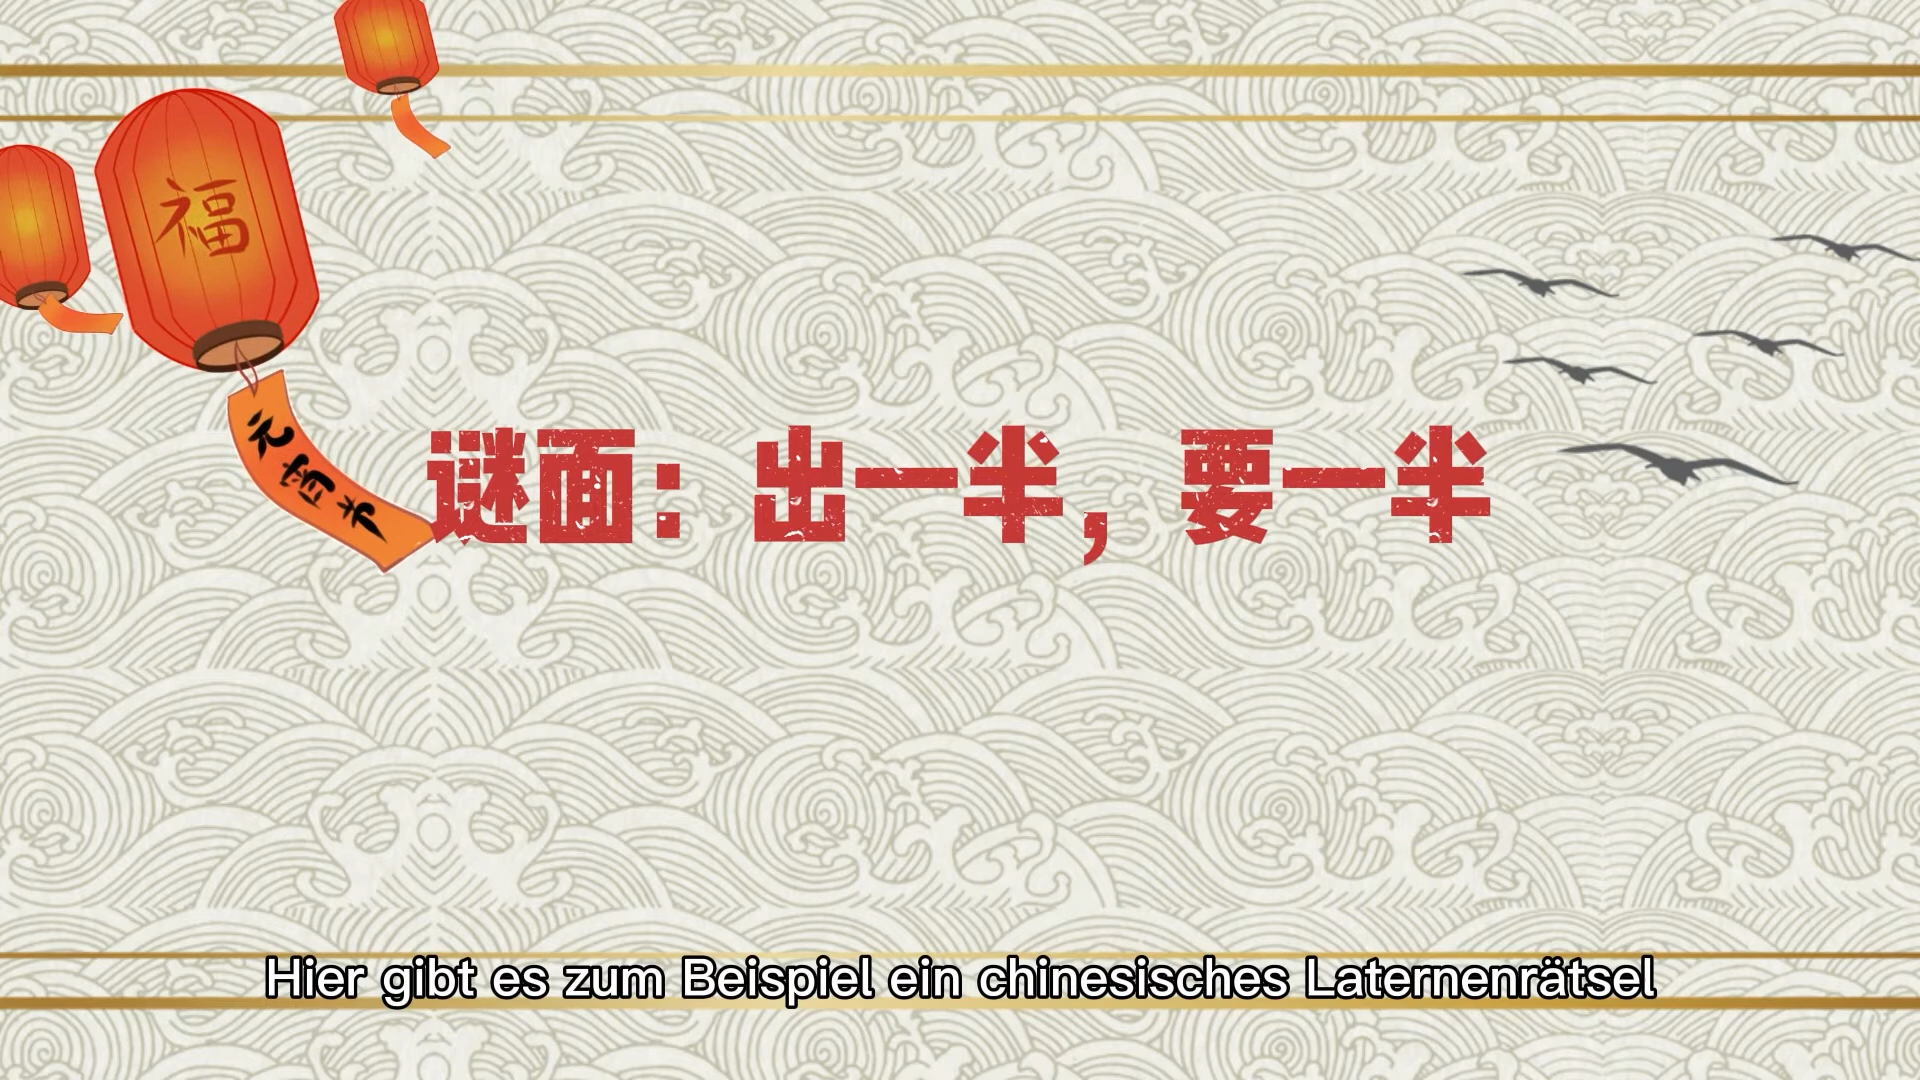 福
元宵节
谜面：出一半，要一半
Hier gibt es zum Beispiel ein chinesisches Laternenrätsel